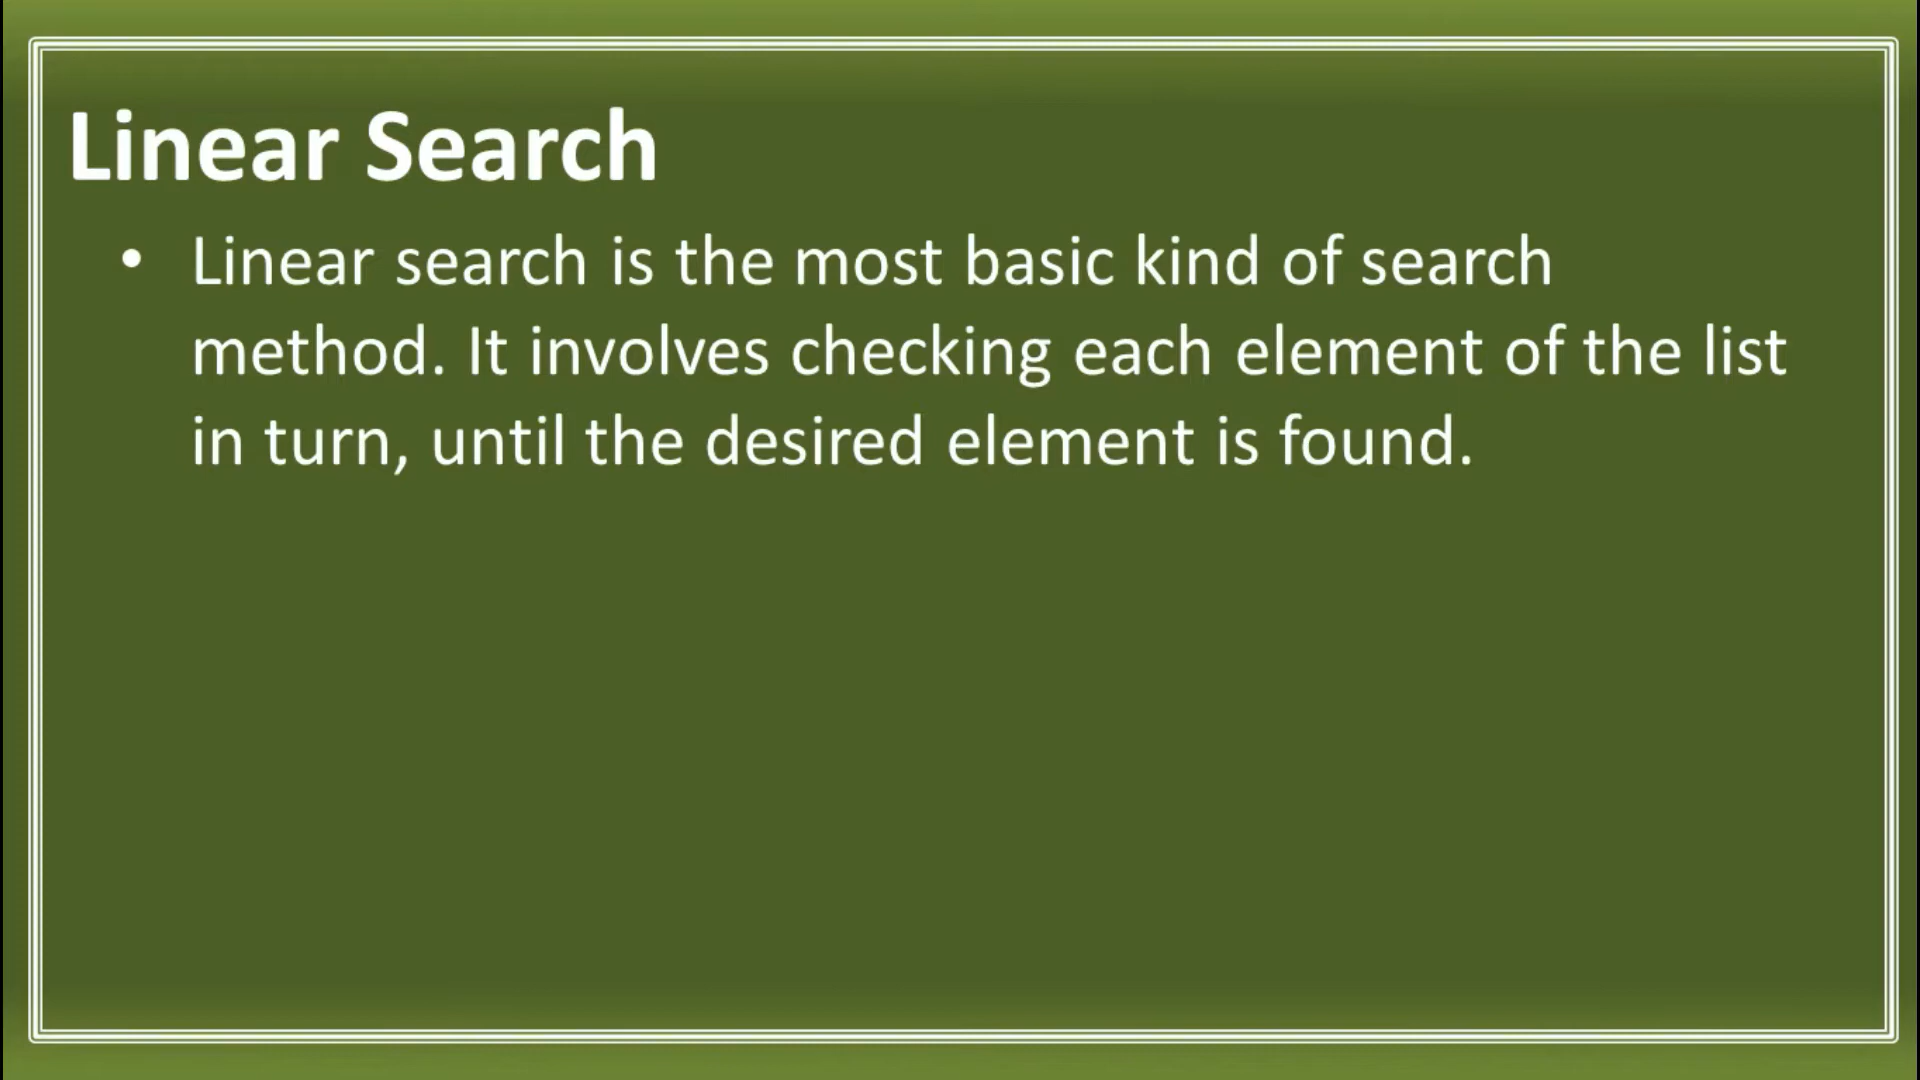 Linear Search
• Linear search is the most basic kind of search
method. It involves checking each element of the list
in turn, until the desired element is found.